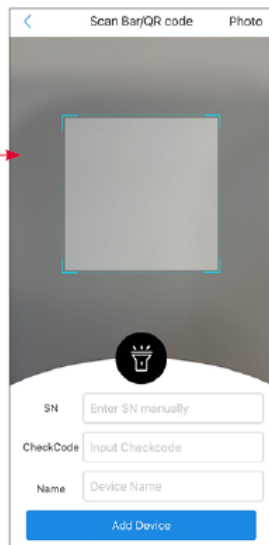 Scan Bar/QR code Photo
SN Enter SN manually
CheckCode Input Checkcode
Name Device Name
Add Device